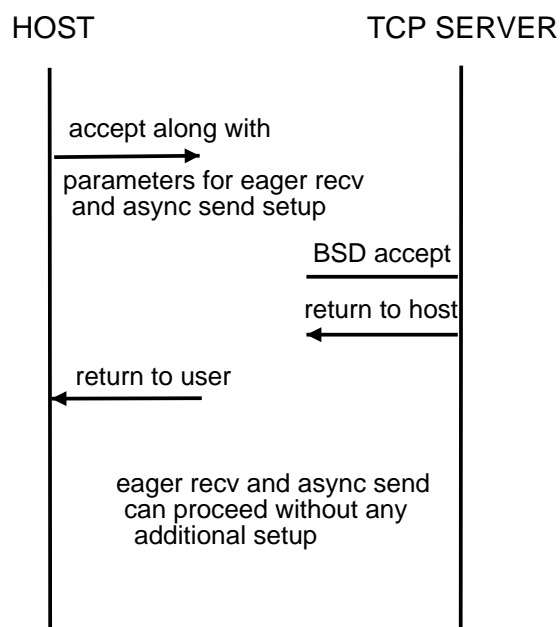 HOST
TCP SERVER
accept along with
parameters for eager recv
and async send setup
BSD accept
return to host
return to user
eager recv and async send
can proceed without any
additional setup